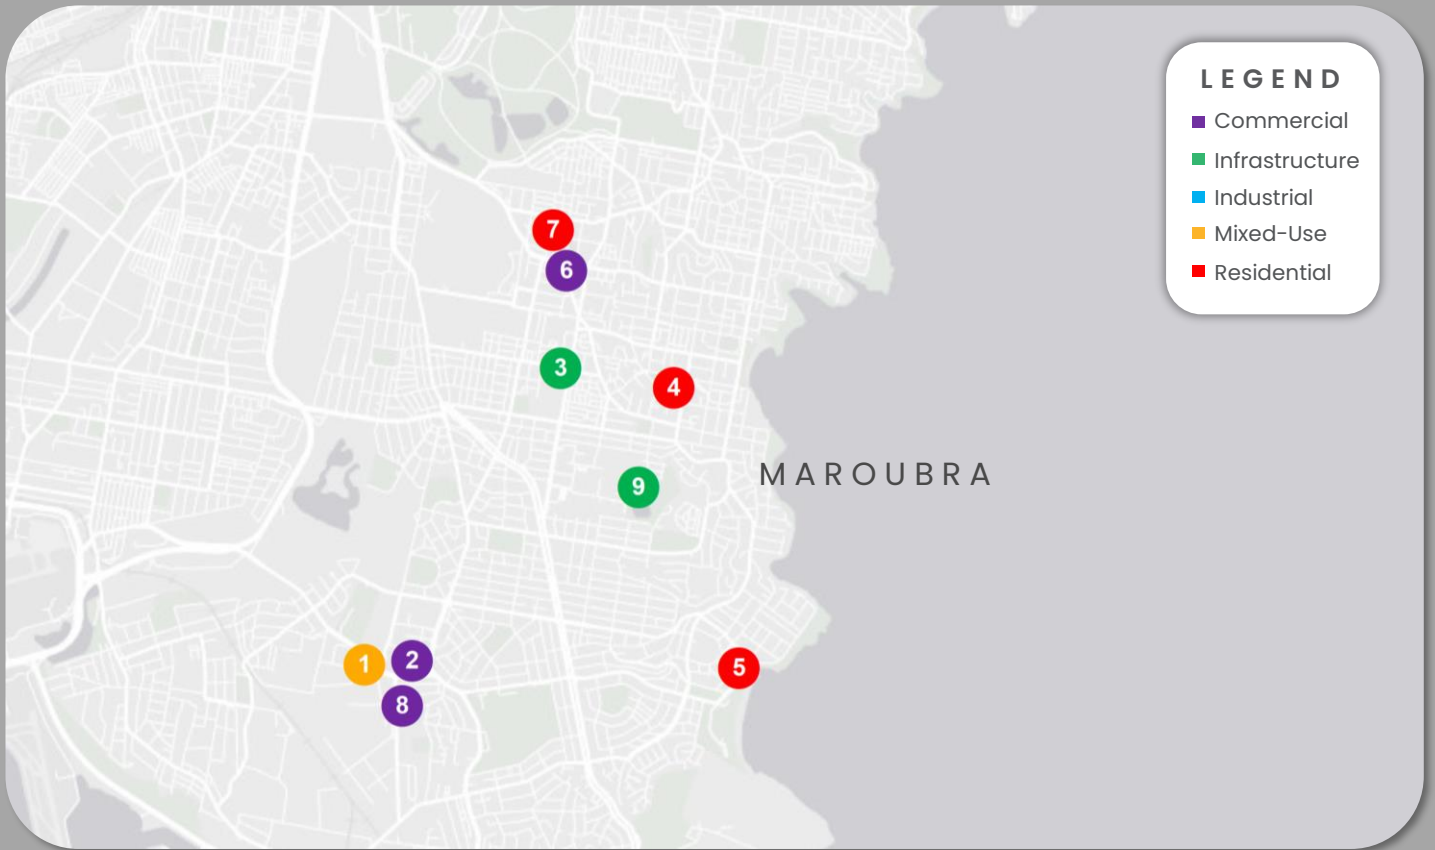 LEGEND
Commercial
Infrastructure
Industrial
Mixed-Use
Residential
7
6
3
4
MAROUBRA
9
1
2
5
8